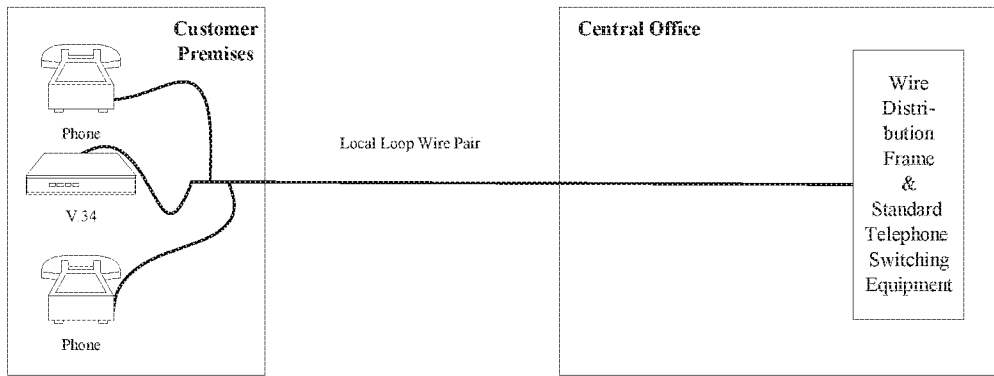 Customer
Premises
Phone
V.34
Phone
Local Loop Wire Pair
Central Office
Wire
Distri-
bution
Frame
&
Standard
Telephone
Switching
Equipment